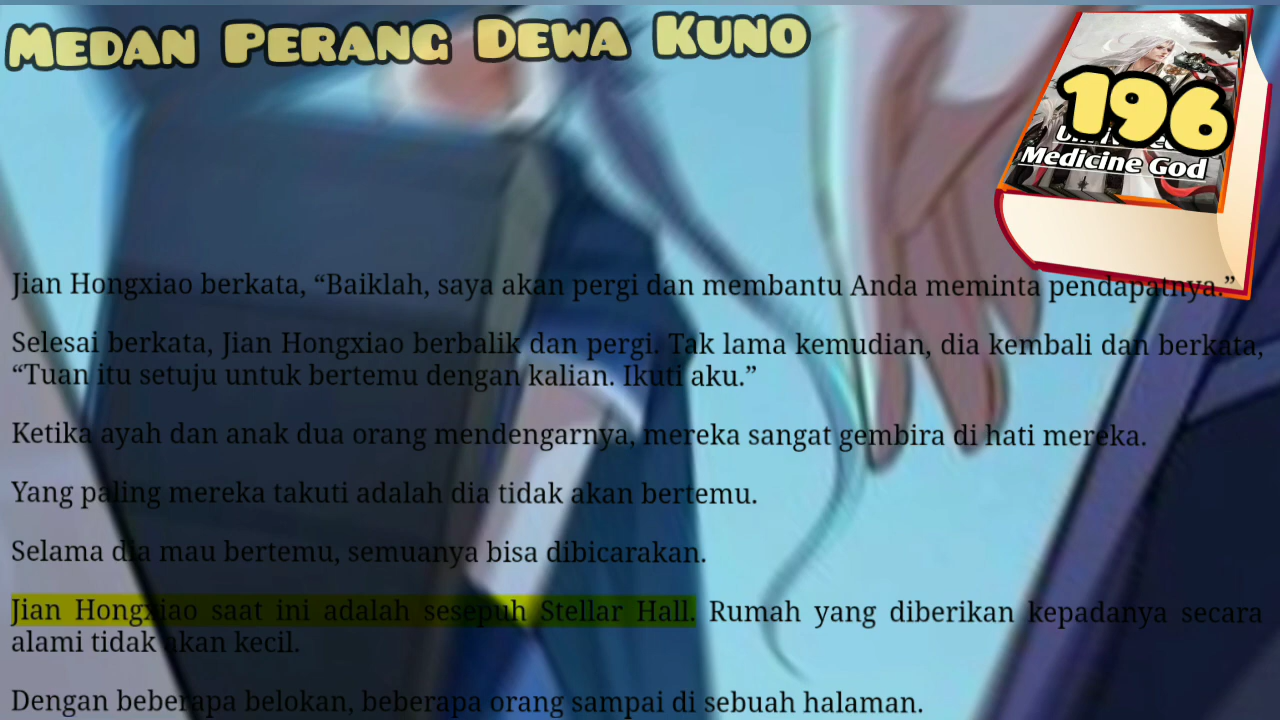 Medan Perang Dewa Kuno
196
Medicine God
Jian Hongxiao berkata, “Baiklah, saya akan pergi dan membantu Anda meminta pendapatnya.”
Selesai berkata, Jian Hongxiao berbalik dan pergi. Tak lama kemudian, dia kembali dan berkata,
“Tuan itu setuju untuk bertemu dengan kalian. Ikuti aku.”
Ketika ayah dan anak dua orang mendengarnya, mereka sangat gembira di hati mereka.
Yang paling mereka takuti adalah dia tidak akan bertemu.
Selama dia mau bertemu, semuanya bisa dibicarakan.
Jian Hongxiao saat ini adalah sesepuh Stellar Hall. Rumah yang diberikan kepadanya secara
alami tidak akan kecil.
Dengan beberapa belokan, beberapa orang sampai di sebuah halaman.